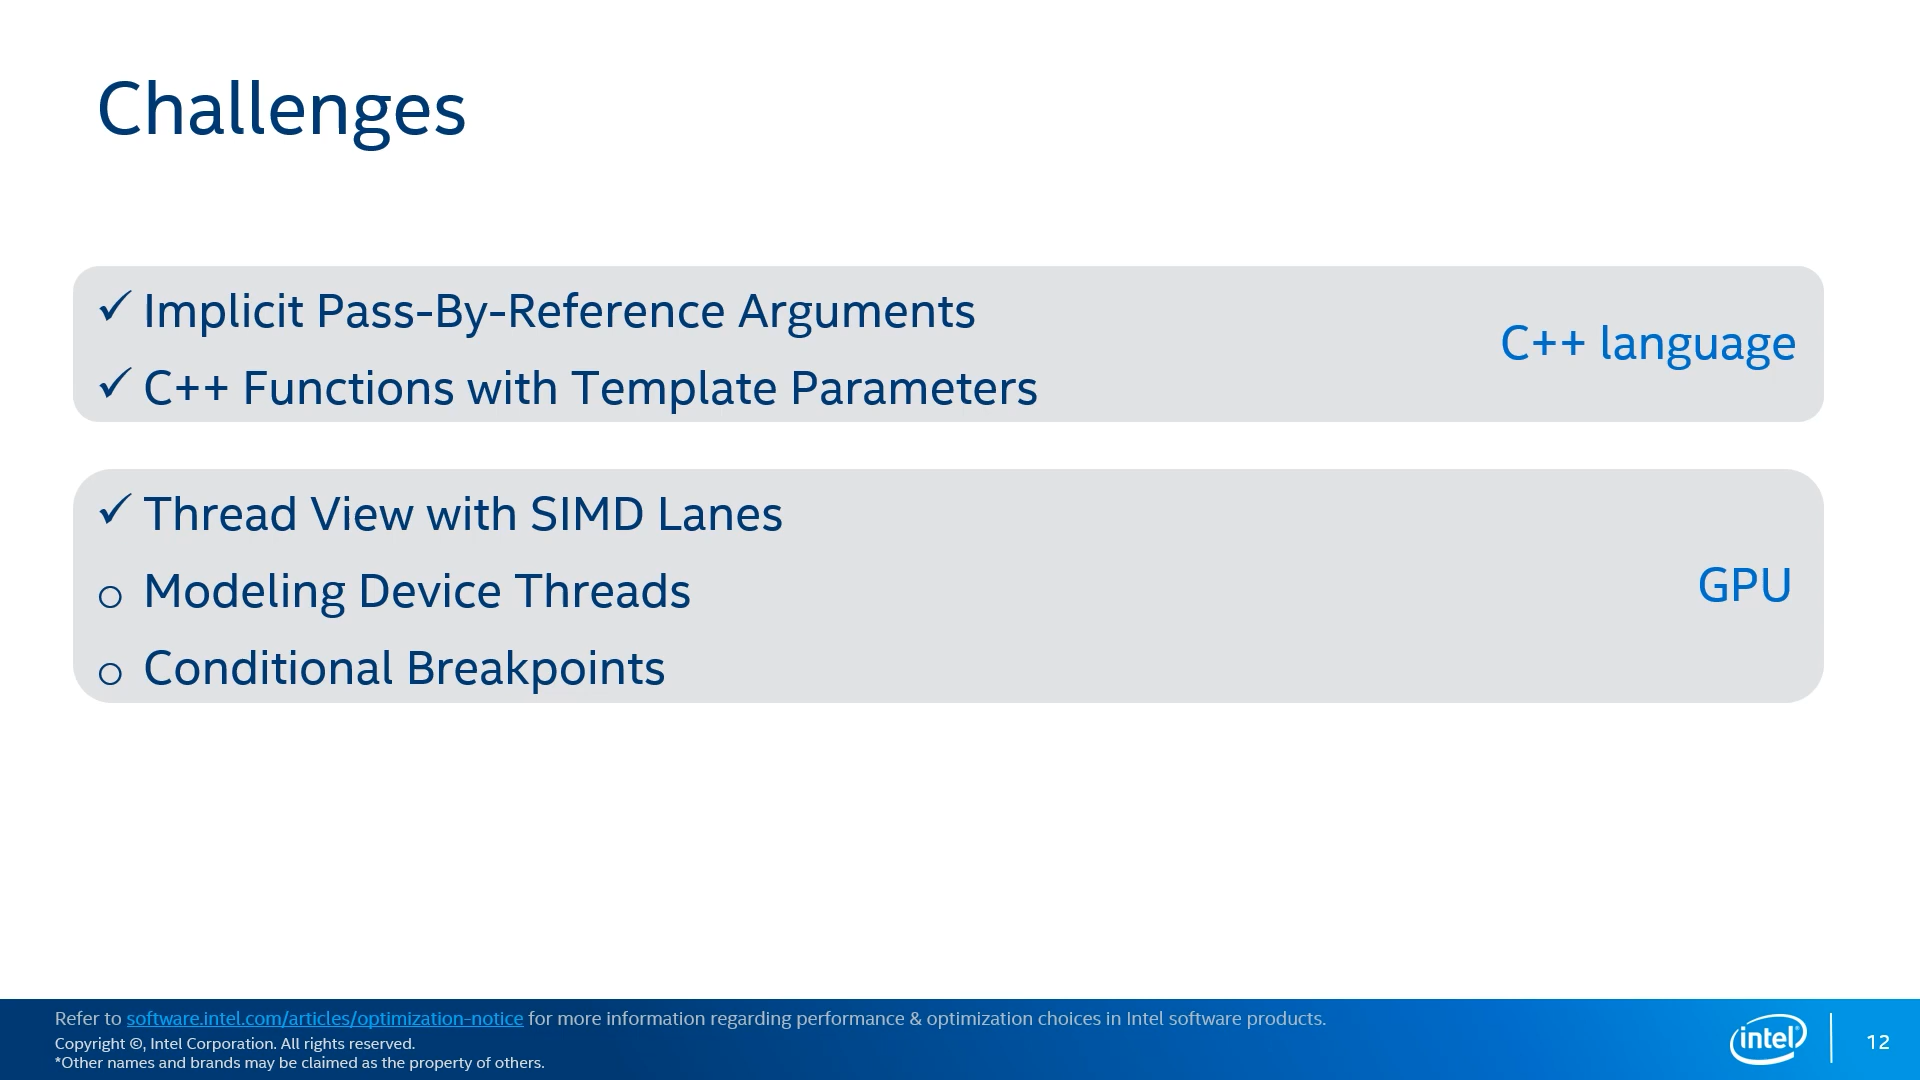 Challenges
✓ Implicit Pass-By-Reference Arguments
✓ C++ Functions with Template Parameters
C++ language
✓ Thread View with SIMD Lanes
o Modeling Device Threads
o Conditional Breakpoints
GPU
Refer to software.intel.com/articles/optimization-notice for more information regarding performance & optimization choices in Intel software products.
Copyright ©, Intel Corporation. All rights reserved.
*Other names and brands may be claimed as the property of others.
intel®
12